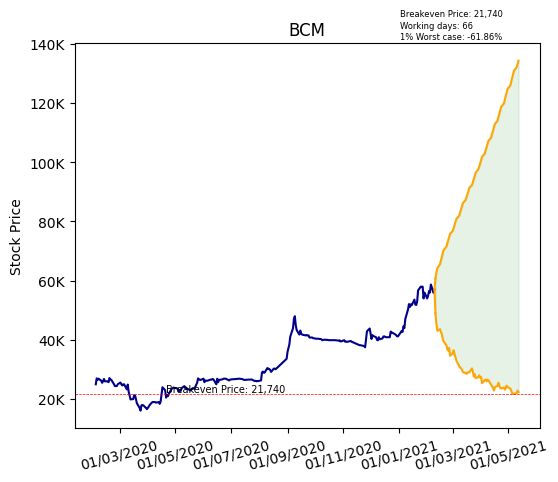 Breakeven Price: 21,740
Working days: 66
1% Worst case: -61.86%
BCM
140K
120K
100K
80K
60K
40K
20K
Stock Price
Breakeven Price: 21,740
01/03/2020
01/05/2020
01/07/2020
01/09/2020
01/11/2020
01/01/2021
01/03/2021
01/05/2021